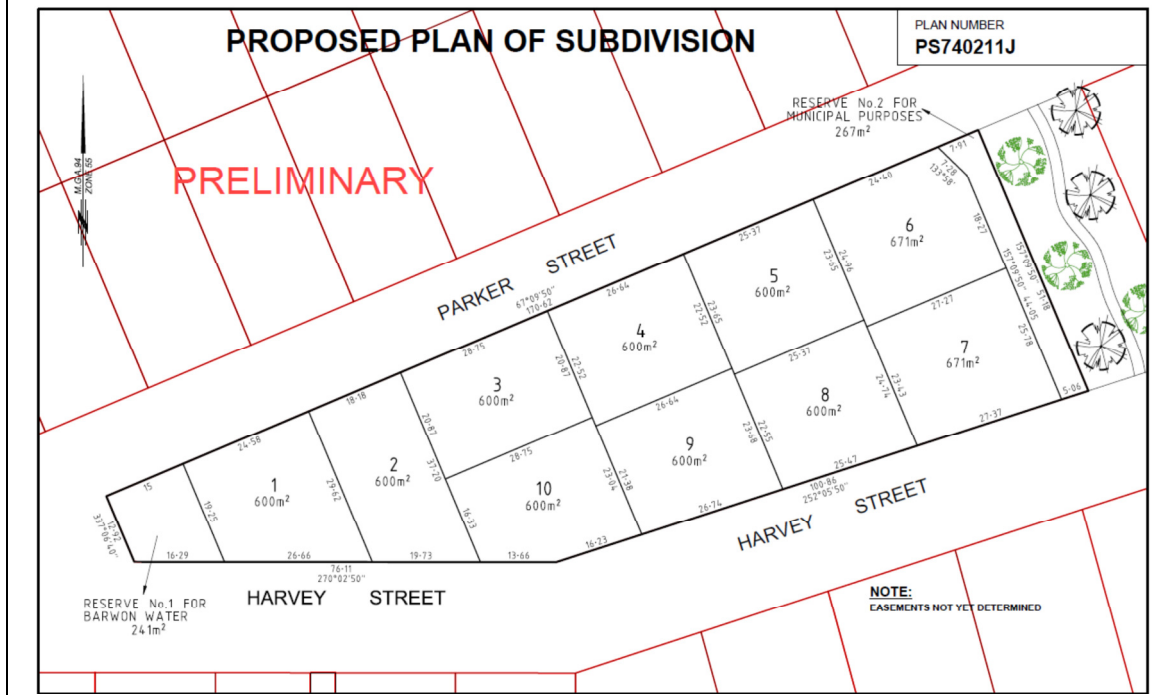 PROPOSED PLAN OF SUBDIVISION
PLAN NUMBER
PS740211J
RESERVE No.2 FOR
MUNICIPAL PURPOSES
267m²
M.G.A.94
ZONE 55
PRELIMINARY
PARKER STREET
67°09'50"
170·62
7·91
7·28
133°58'
24·49
25·37
26·64
28·75
18·18
24·58
15
12·92
337°06'40"
19·25
1
600m²
29·62
2
600m²
20·87
37·20
16·33
3
600m²
20·87
22·52
4
600m²
22·52
23·65
5
600m²
23·65
24·96
6
671m²
18·27
157°09'50" 51·18
157°09'50" 44·05
27·27
7
671m²
25·78
5·06
25·37
8
600m²
24·74
23·43
26·64
9
600m²
23·68
22·55
28·75
10
600m²
23·04
21·38
16·29
26·66
19·73
13·66
76·11
270°02'50"
16·23
26·74
25·47
100·86
252°05'50"
27·37
HARVEY STREET
HARVEY STREET
RESERVE No.1 FOR
BARWON WATER
241m²
NOTE:
EASEMENTS NOT YET DETERMINED